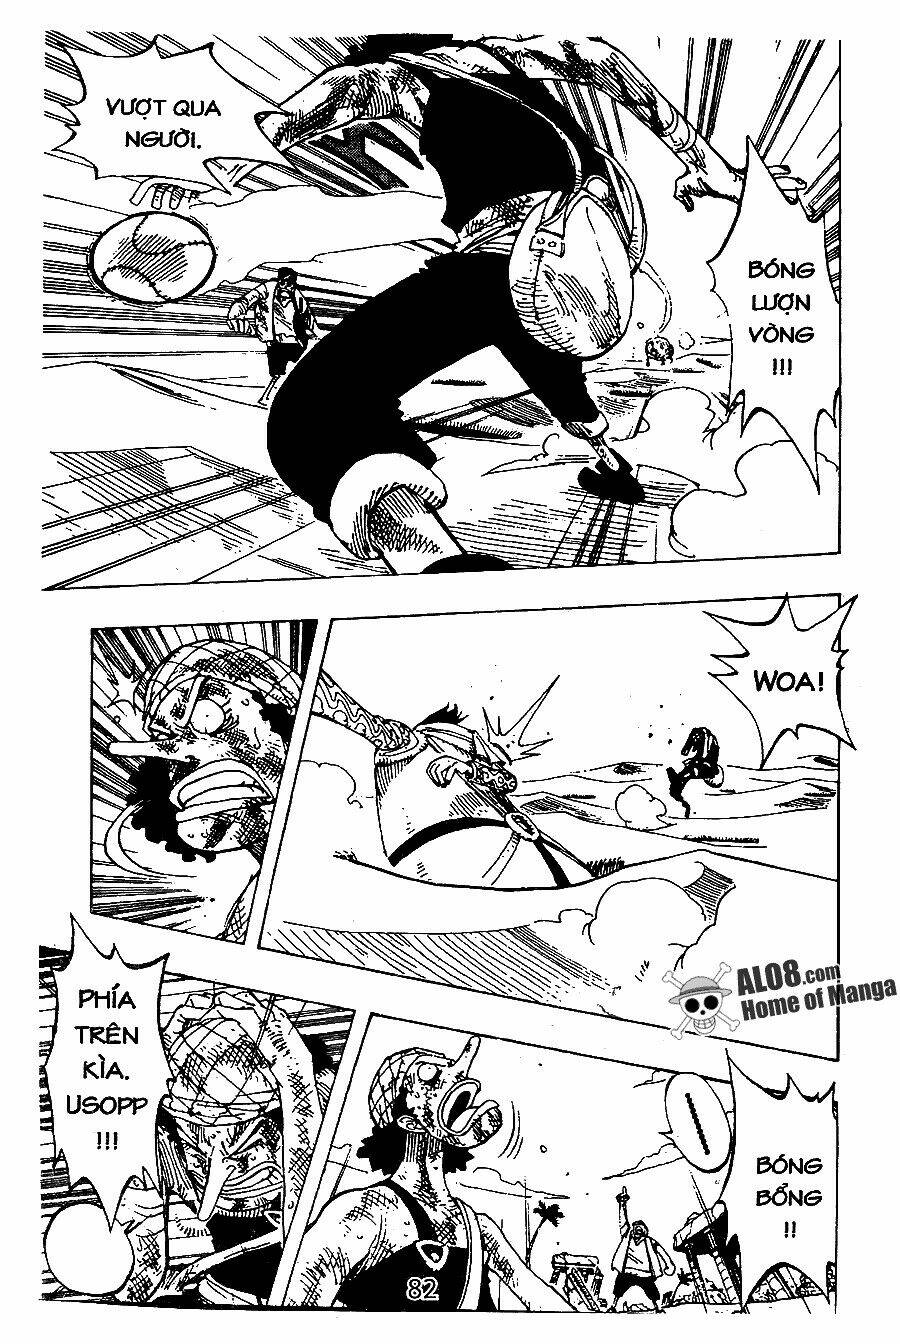 VƯỢT QUA
NGƯỜI.
BÓNG
LƯỢN
VÒNG
!!!
WOA!
ALO8.com
Home of Manga
PHÍA
TRÊN
KÌA.
USOPP
!!!
BÓNG
BỔNG
!!
82